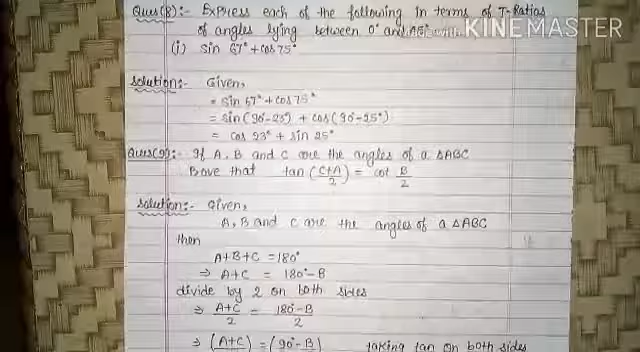 Ques(8):- Express each of the following in terms of T-Ratios
of angles lying between 0° and 45°
(i) sin 67° + cos 75°
Solution:- Given,
= sin 67° + cos 75°
= sin (90-23) + cos (90-25°)
= cos 23° + sin 25°
Ques(9):- If A, B and C are the angles of a ΔABC
Prove that tan (C+A/2) = cot B/2
Solution:- Given,
A, B and C are the angles of a ΔABC
then
A+B+C = 180°
⇒ A+C = 180°-B
divide by 2 on both sides
⇒ A+C/2 = 180°-B/2
⇒ (A+C) = (90°-B) taking tan on both sides
with
KINEMASTER